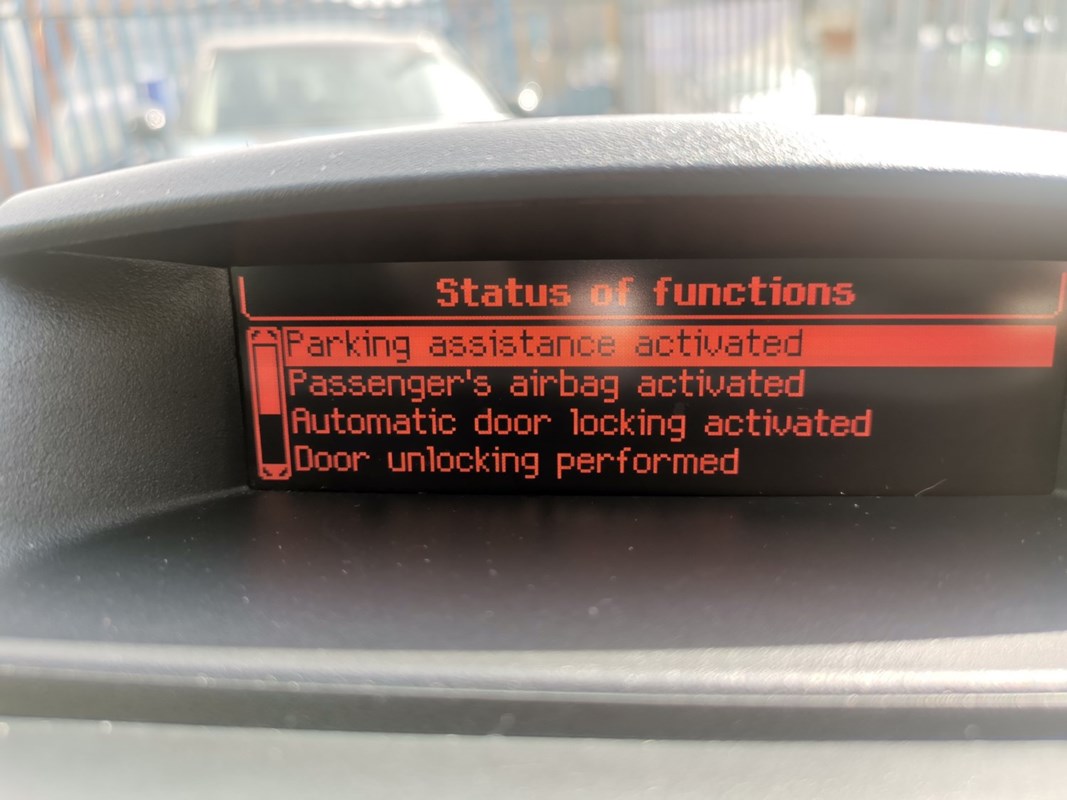 Status of functions
Parking assistance activated
Passenger's airbag activated
Automatic door locking activated
Door unlocking performed